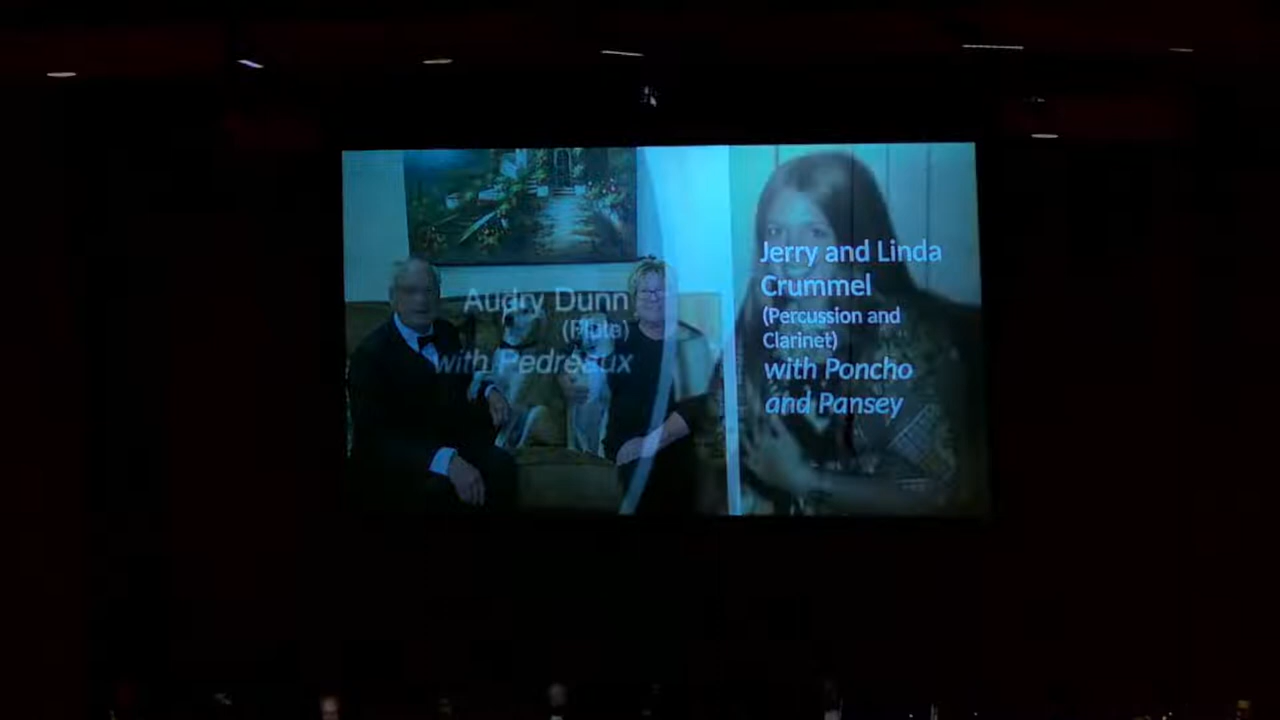 Audry Dunn
(Flute)
with Pedreaux
Jerry and Linda
Crummel
(Percussion and
Clarinet)
with Poncho
and Pansey